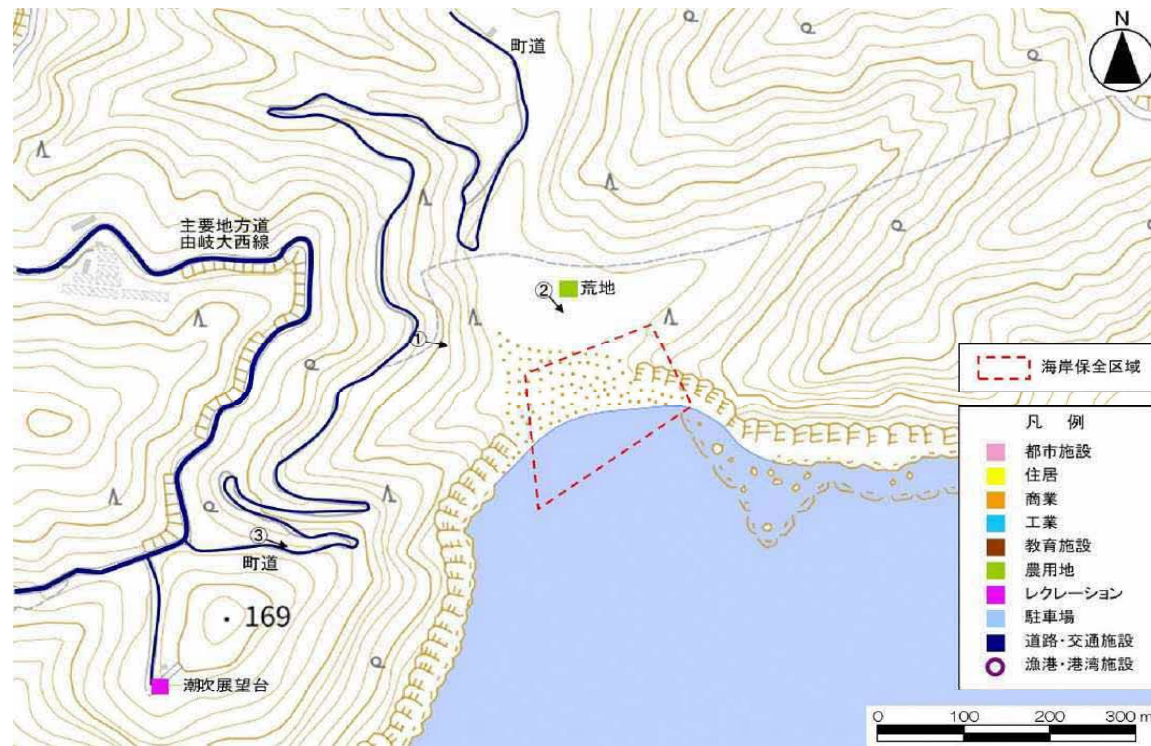 N
町道
主要地方道
由岐大西線
②
荒地
①
海岸保全区域
凡 例
都市施設
住居
商業
工業
教育施設
農用地
レクレーション
駐車場
道路・交通施設
漁港・港湾施設
③
町道
169
潮吹展望台
0 100 200 300 m